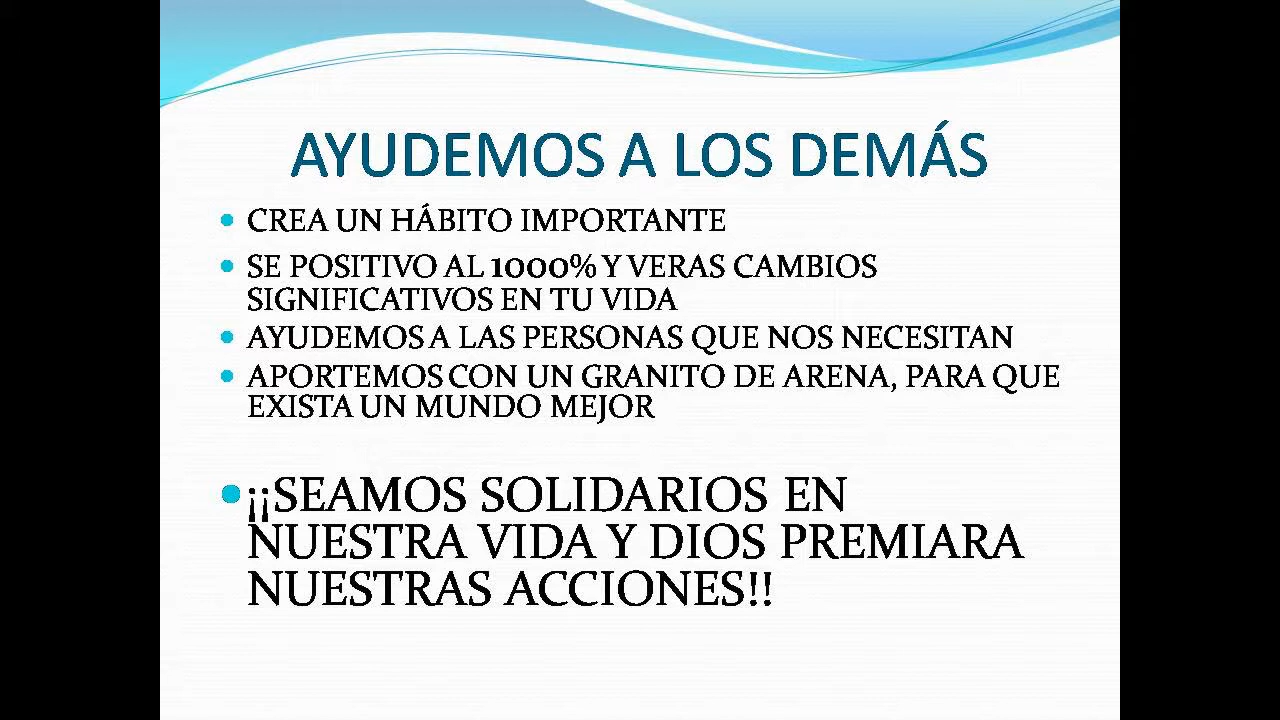 AYUDEMOS A LOS DEMÁS
• CREA UN HÁBITO IMPORTANTE
• SE POSITIVO AL 1000% Y VERAS CAMBIOS
SIGNIFICATIVOS EN TU VIDA
• AYUDEMOS A LAS PERSONAS QUE NOS NECESITAN
• APORTEMOS CON UN GRANITO DE ARENA, PARA QUE
EXISTA UN MUNDO MEJOR
• ¡¡SEAMOS SOLIDARIOS EN
NUESTRA VIDA Y DIOS PREMIARA
NUESTRAS ACCIONES!!